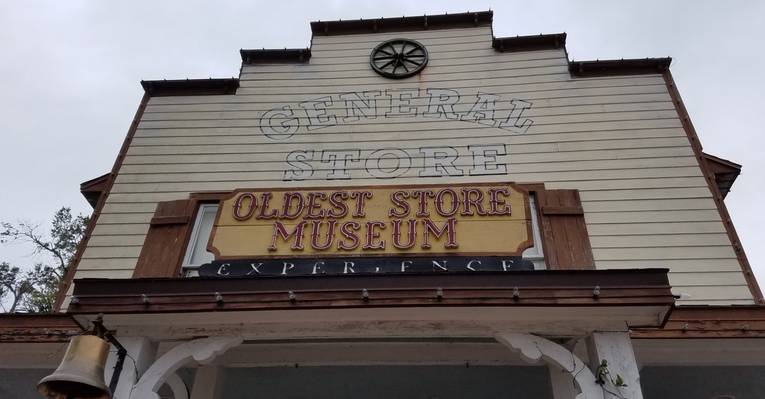 GENERAL
STORE
OLDEST STORE
MUSEUM
EXPERIENCE